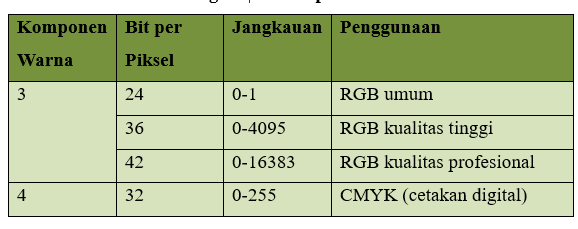 Komponen Warna | Bit per Piksel | Jangkauan | Penggunaan
3 | 24 | 0-1 | RGB umum
36 | 0-4095 | RGB kualitas tinggi
42 | 0-16383 | RGB kualitas profesional
4 | 32 | 0-255 | CMYK (cetakan digital)